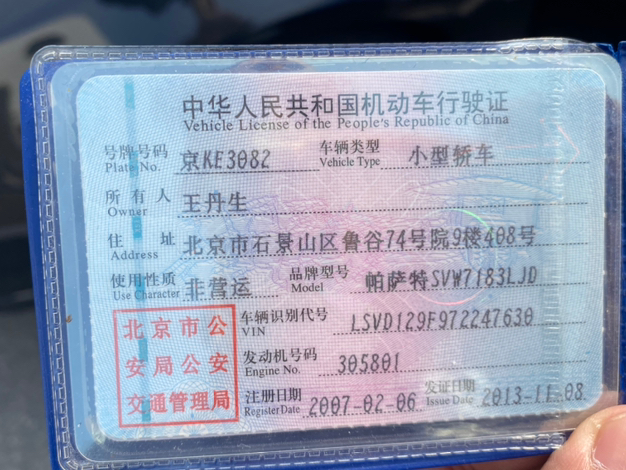 中华人民共和国机动车行驶证
Vehicle License of the People's Republic of China
号牌号码 京KE3082 车辆类型 小型轿车
Plate No. Vehicle Type
所有人 王丹生
Owner
住址 北京市石景山区鲁谷74号院9楼408号
Address
使用性质 非营运 品牌型号 帕萨特SVW7183LJD
Use Character Model
北京市公
安局公安
交通管理局
车辆识别代号 LSVD129F972247630
VIN
发动机号码 305801
Engine No.
注册日期 2007-02-06 发证日期 2013-11-08
Register Date Issue Date